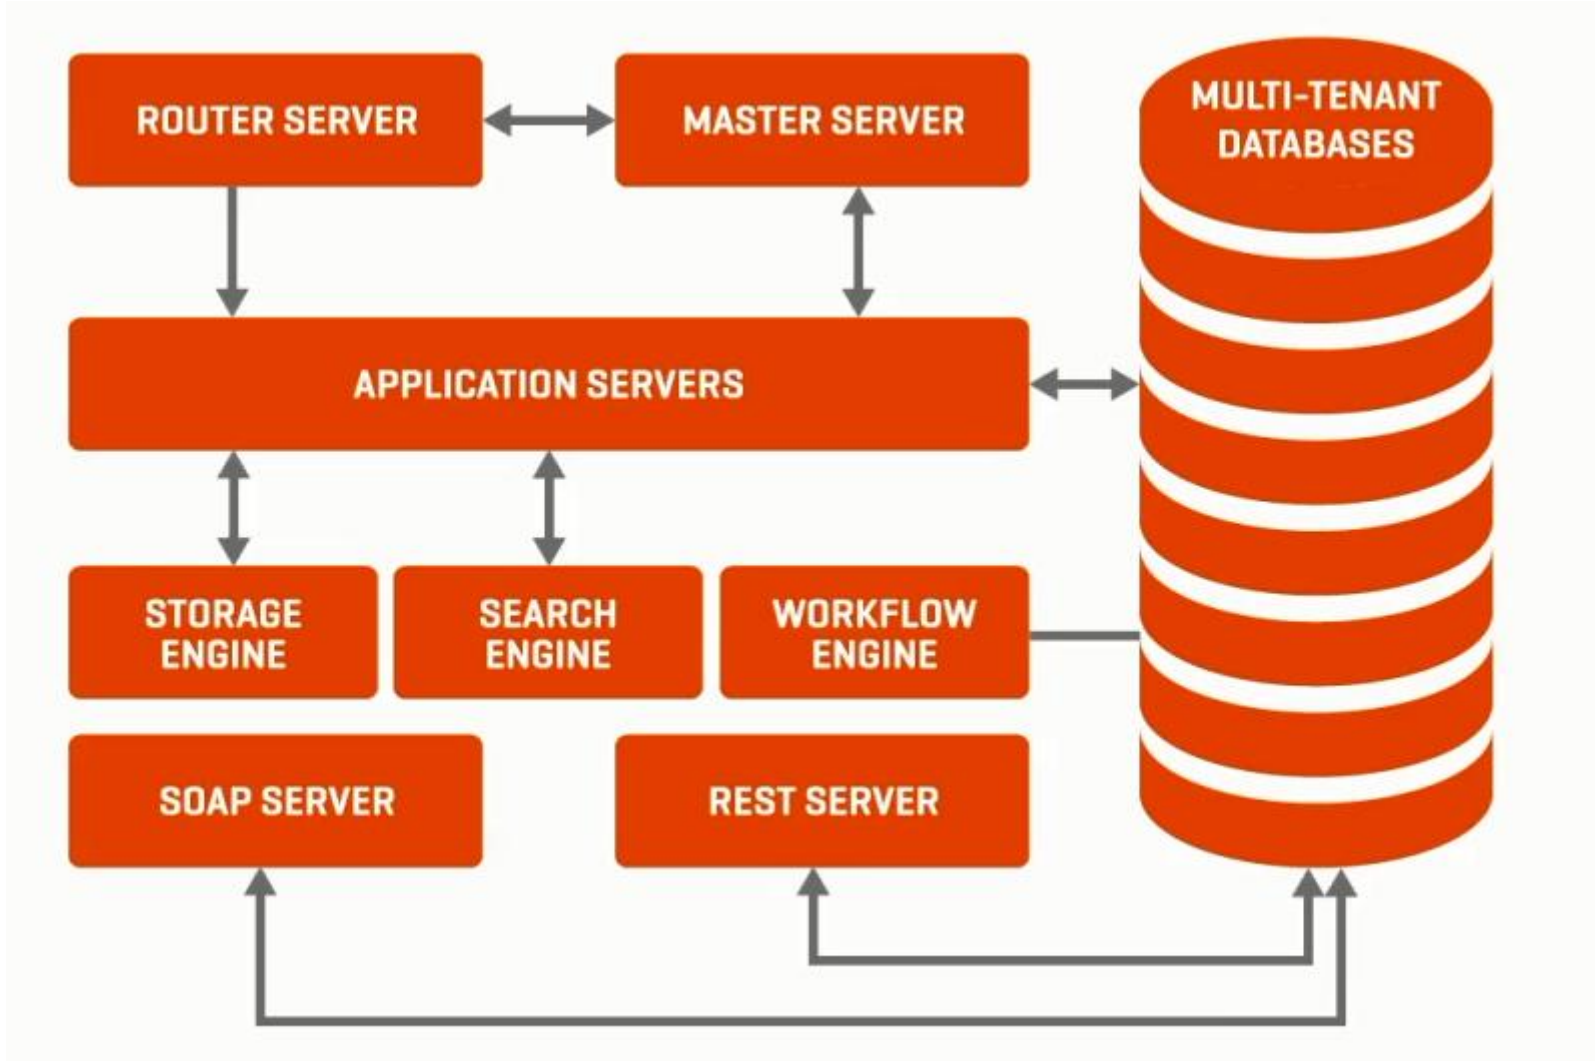 ROUTER SERVER
MASTER SERVER
MULTI-TENANT
DATABASES
APPLICATION SERVERS
STORAGE
ENGINE
SEARCH
ENGINE
WORKFLOW
ENGINE
SOAP SERVER
REST SERVER